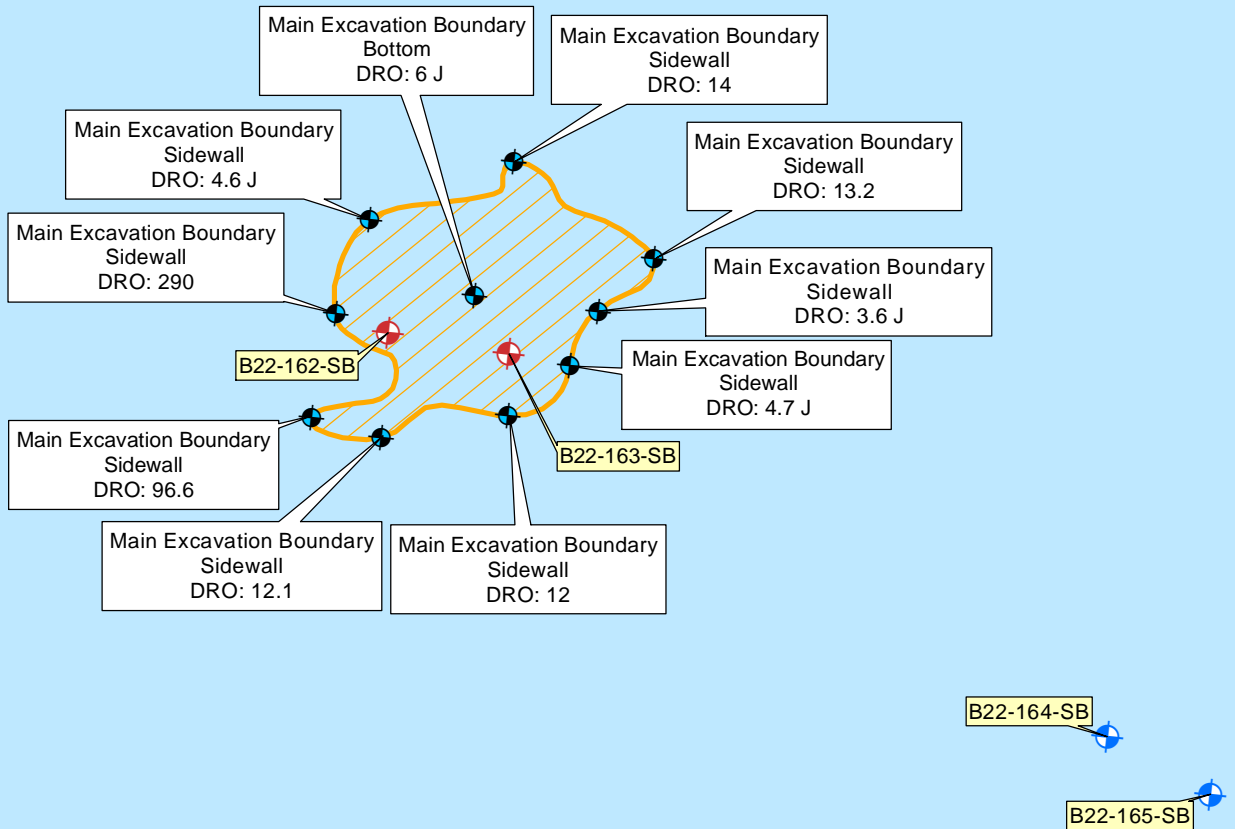 Main Excavation Boundary
Bottom
DRO: 6 J
Main Excavation Boundary
Sidewall
DRO: 14
Main Excavation Boundary
Sidewall
DRO: 4.6 J
Main Excavation Boundary
Sidewall
DRO: 13.2
Main Excavation Boundary
Sidewall
DRO: 290
Main Excavation Boundary
Sidewall
DRO: 3.6 J
B22-162-SB
Main Excavation Boundary
Sidewall
DRO: 4.7 J
Main Excavation Boundary
Sidewall
DRO: 96.6
B22-163-SB
Main Excavation Boundary
Sidewall
DRO: 12.1
Main Excavation Boundary
Sidewall
DRO: 12
B22-164-SB
B22-165-SB